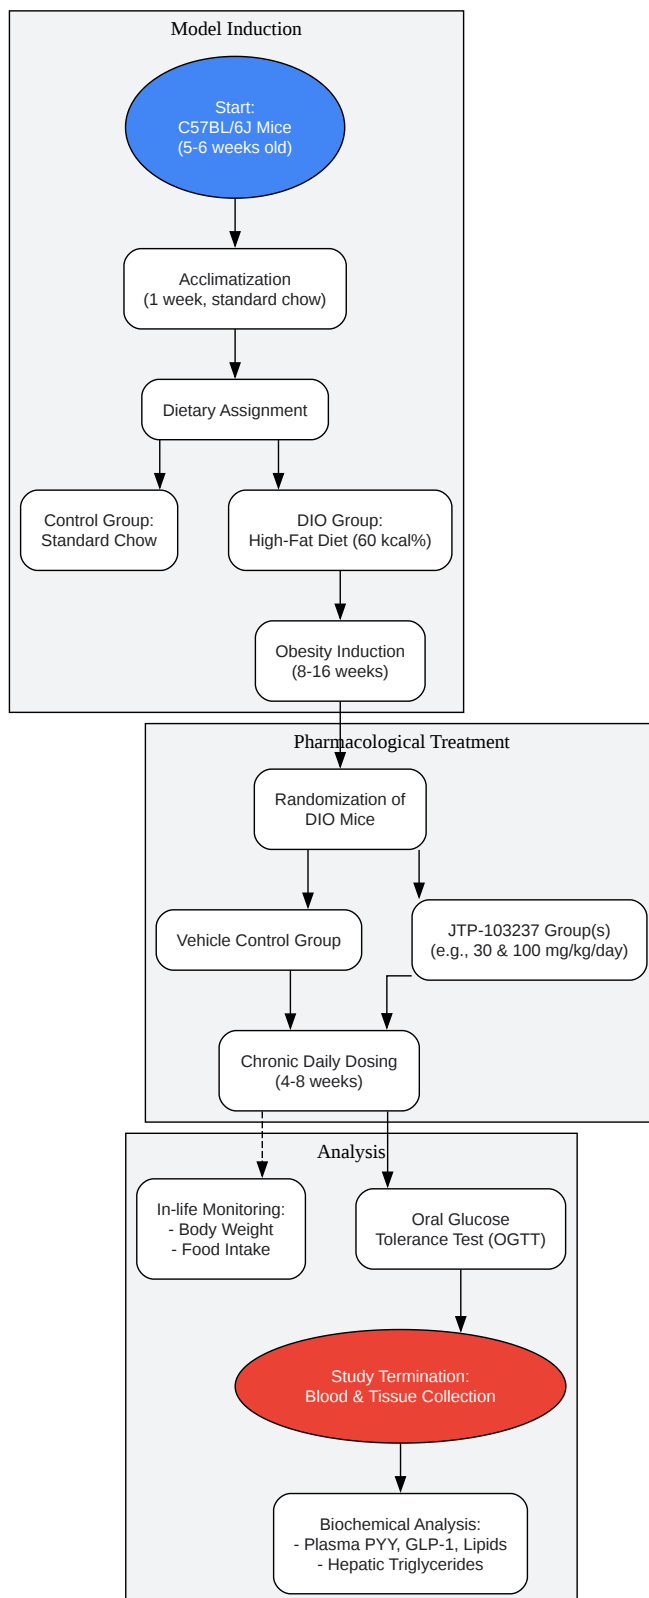 Model Induction
Start:
C57BL/6J Mice
(5-6 weeks old)
Acclimatization
(1 week, standard chow)
Dietary Assignment
Control Group:
Standard Chow
DIO Group:
High-Fat Diet (60 kcal%)
Obesity Induction
(8-16 weeks)
Pharmacological Treatment
Randomization of
DIO Mice
Vehicle Control Group
JTP-103237 Group(s)
(e.g., 30 & 100 mg/kg/day)
Chronic Daily Dosing
(4-8 weeks)
Analysis
In-life Monitoring:
- Body Weight
- Food Intake
Oral Glucose
Tolerance Test (OGTT)
Study Termination:
Blood & Tissue Collection
Biochemical Analysis:
- Plasma PYY, GLP-1, Lipids
- Hepatic Triglycerides